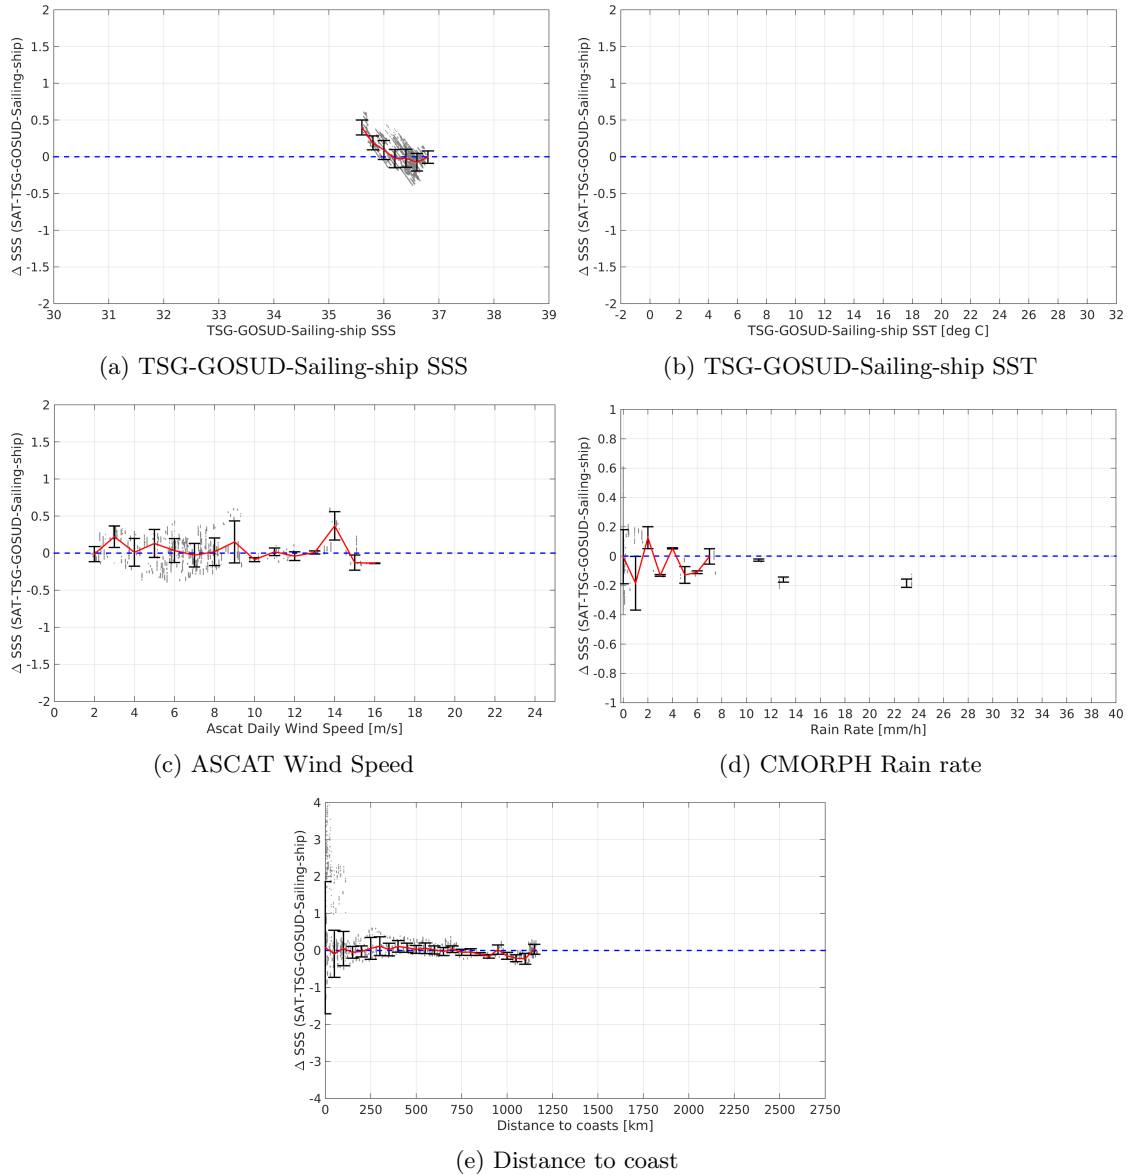 2
1.5
1
0.5
0
-0.5
-1
-1.5
-2
Δ SSS (SAT-TSG-GOSUD-Sailing-ship)
30 31 32 33 34 35 36 37 38 39
TSG-GOSUD-Sailing-ship SSS
(a) TSG-GOSUD-Sailing-ship SSS
2
1.5
1
0.5
0
-0.5
-1
-1.5
-2
Δ SSS (SAT-TSG-GOSUD-Sailing-ship)
-2 0 2 4 6 8 10 12 14 16 18 20 22 24 26 28 30 32
TSG-GOSUD-Sailing-ship SST [deg C]
(b) TSG-GOSUD-Sailing-ship SST
2
1.5
1
0.5
0
-0.5
-1
-1.5
-2
Δ SSS (SAT-TSG-GOSUD-Sailing-ship)
0 2 4 6 8 10 12 14 16 18 20 22 24
Ascat Daily Wind Speed [m/s]
(c) ASCAT Wind Speed
1
0.8
0.6
0.4
0.2
0
-0.2
-0.4
-0.6
-0.8
-1
Δ SSS (SAT-TSG-GOSUD-Sailing-ship)
0 2 4 6 8 10 12 14 16 18 20 22 24 26 28 30 32 34 36 38 40
Rain Rate [mm/h]
(d) CMORPH Rain rate
4
3
2
1
0
-1
-2
-3
-4
Δ SSS (SAT-TSG-GOSUD-Sailing-ship)
0 250 500 750 1000 1250 1500 1750 2000 2250 2500 2750
Distance to coasts [km]
(e) Distance to coast